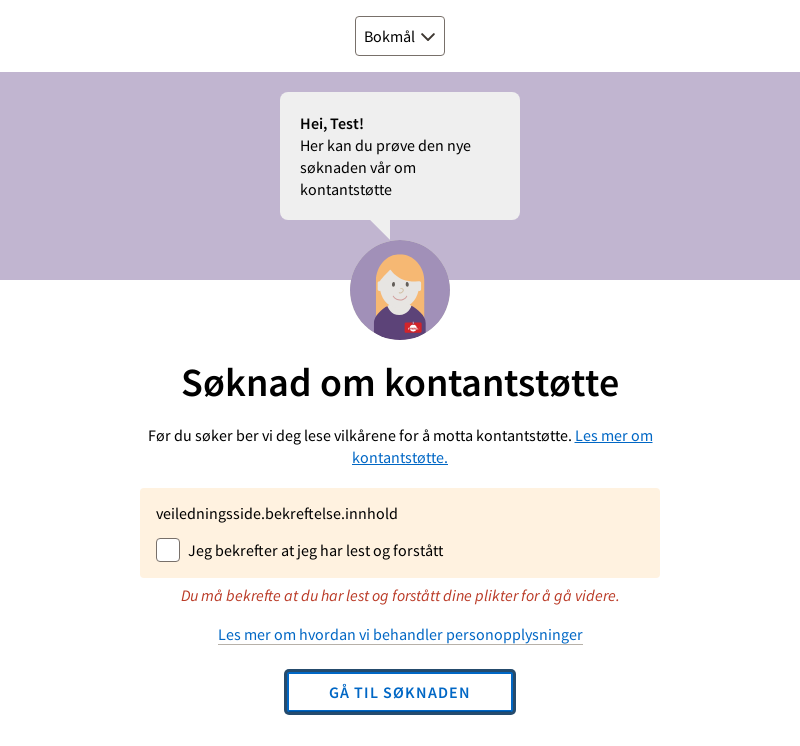 Bokmål
Hei, Test!
Her kan du prøve den nye
søknaden vår om
kontantstøtte
Søknad om kontantstøtte
Før du søker ber vi deg lese vilkårene for å motta kontantstøtte. Les mer om
kontantstøtte.
veiledningsside.bekreftelse.innhold
Jeg bekrefter at jeg har lest og forstått
Du må bekrefte at du har lest og forstått dine plikter for å gå videre.
Les mer om hvordan vi behandler personopplysninger
GÅ TIL SØKNADEN